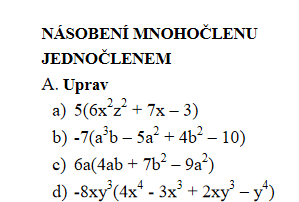 NÁSOBENÍ MNOHOČLENU
JEDNOČLENEM
A. Uprav
a) 5(6x²z² + 7x – 3)
b) -7(a³b – 5a² + 4b² – 10)
c) 6a(4ab + 7b² – 9a²)
d) -8xy³(4x⁴ - 3x³ + 2xy³ – y⁴)